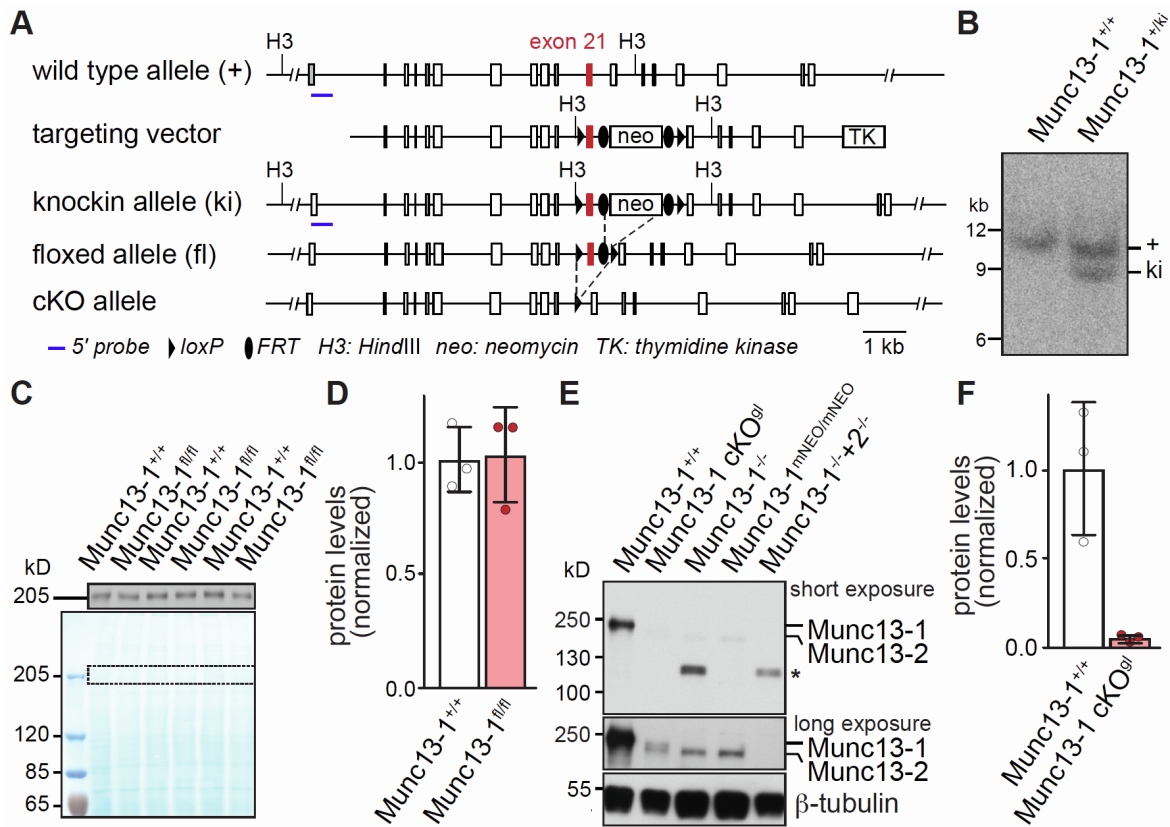 A
H3
exon 21
H3
wild type allele (+)
H3
H3
targeting vector
neo
TK
H3
H3
H3
knockin allele (ki)
neo
floxed allele (fl)
cKO allele
5' probe loxP FRT H3: HindIII neo: neomycin TK: thymidine kinase
1 kb
B
Munc13-1+/+
Munc13-1+/ki
kb
12
9
6
+
ki
C
Munc13-1+/+
Munc13-1fl/fl
Munc13-1+/+
Munc13-1fl/fl
Munc13-1+/+
Munc13-1fl/fl
kD
205
205
120
85
65
D
protein levels
(normalized)
1.0
0.5
0.0
Munc13-1+/+
Munc13-1fl/fl
E
Munc13-1+/+
Munc13-1 cKOgl
Munc13-1-/-
Munc13-1mNEO/mNEO
Munc13-1-/-+2-/-
kD
short exposure
250
Munc13-1
Munc13-2
130
*
100
long exposure
250
Munc13-1
Munc13-2
55
β-tubulin
F
protein levels
(normalized)
1.0
0.5
0.0
Munc13-1+/+
Munc13-1 cKOgl